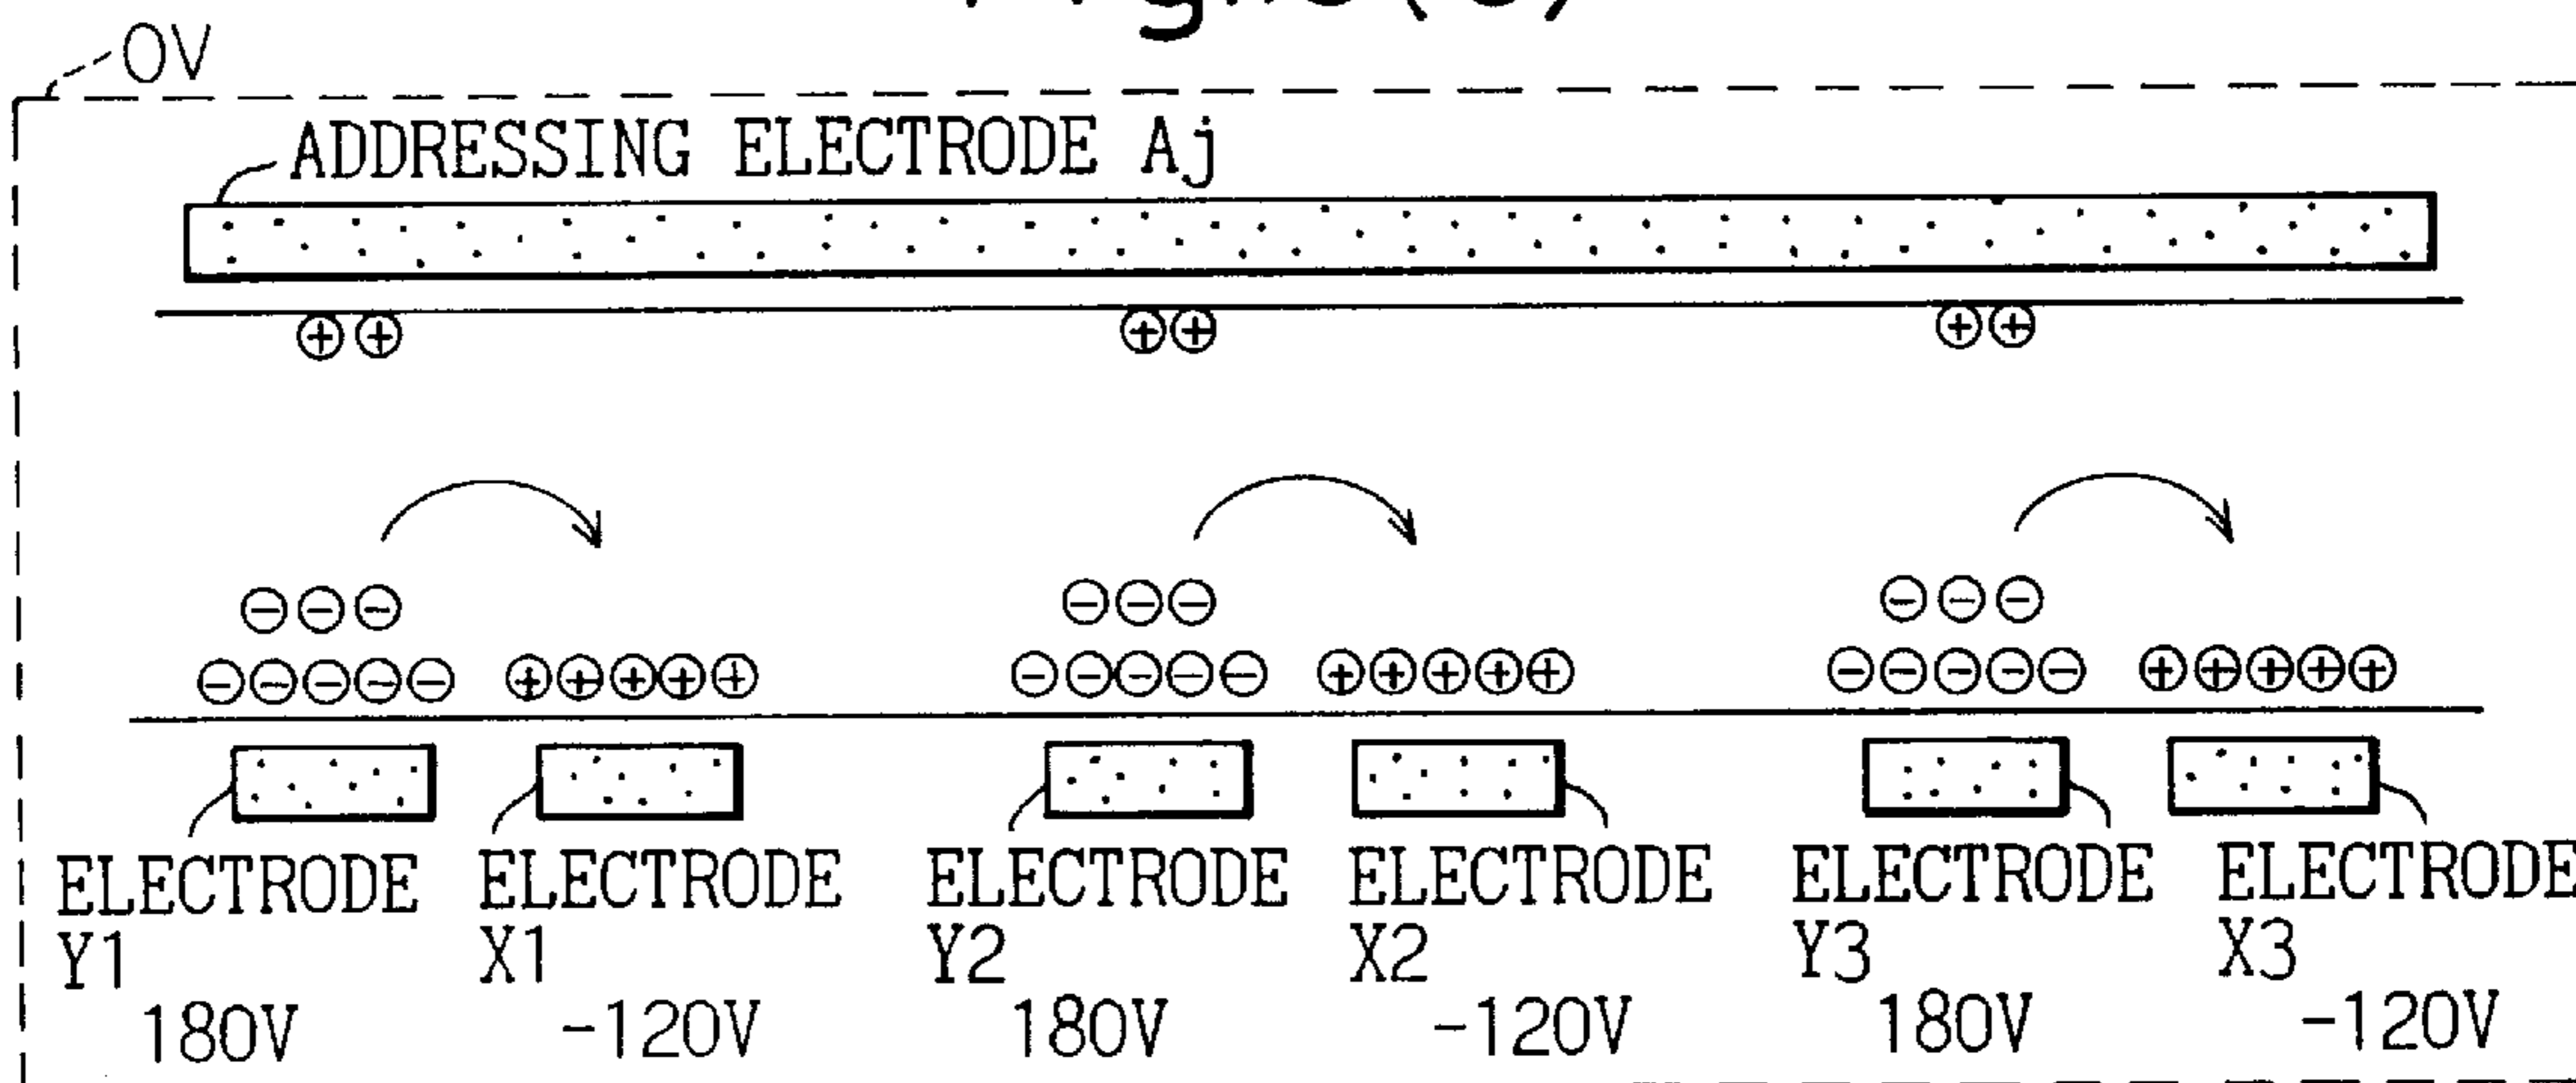 0V
ADDRESSING ELECTRODE Aj
ELECTRODE Y1
ELECTRODE X1
ELECTRODE Y2
ELECTRODE X2
ELECTRODE Y3
ELECTRODE X3
180V
-120V
180V
-120V
180V
-120V